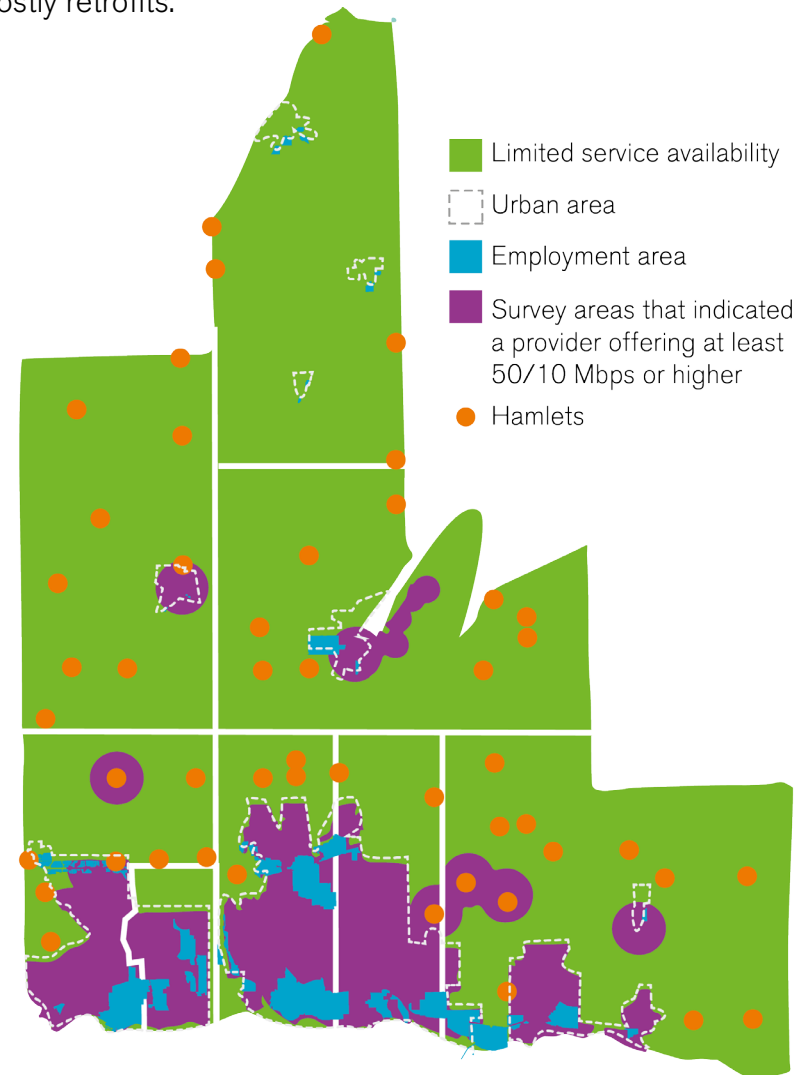 retrofits.
Limited service availability
Urban area
Employment area
Survey areas that indicated
a provider offering at least
50/10 Mbps or higher
Hamlets